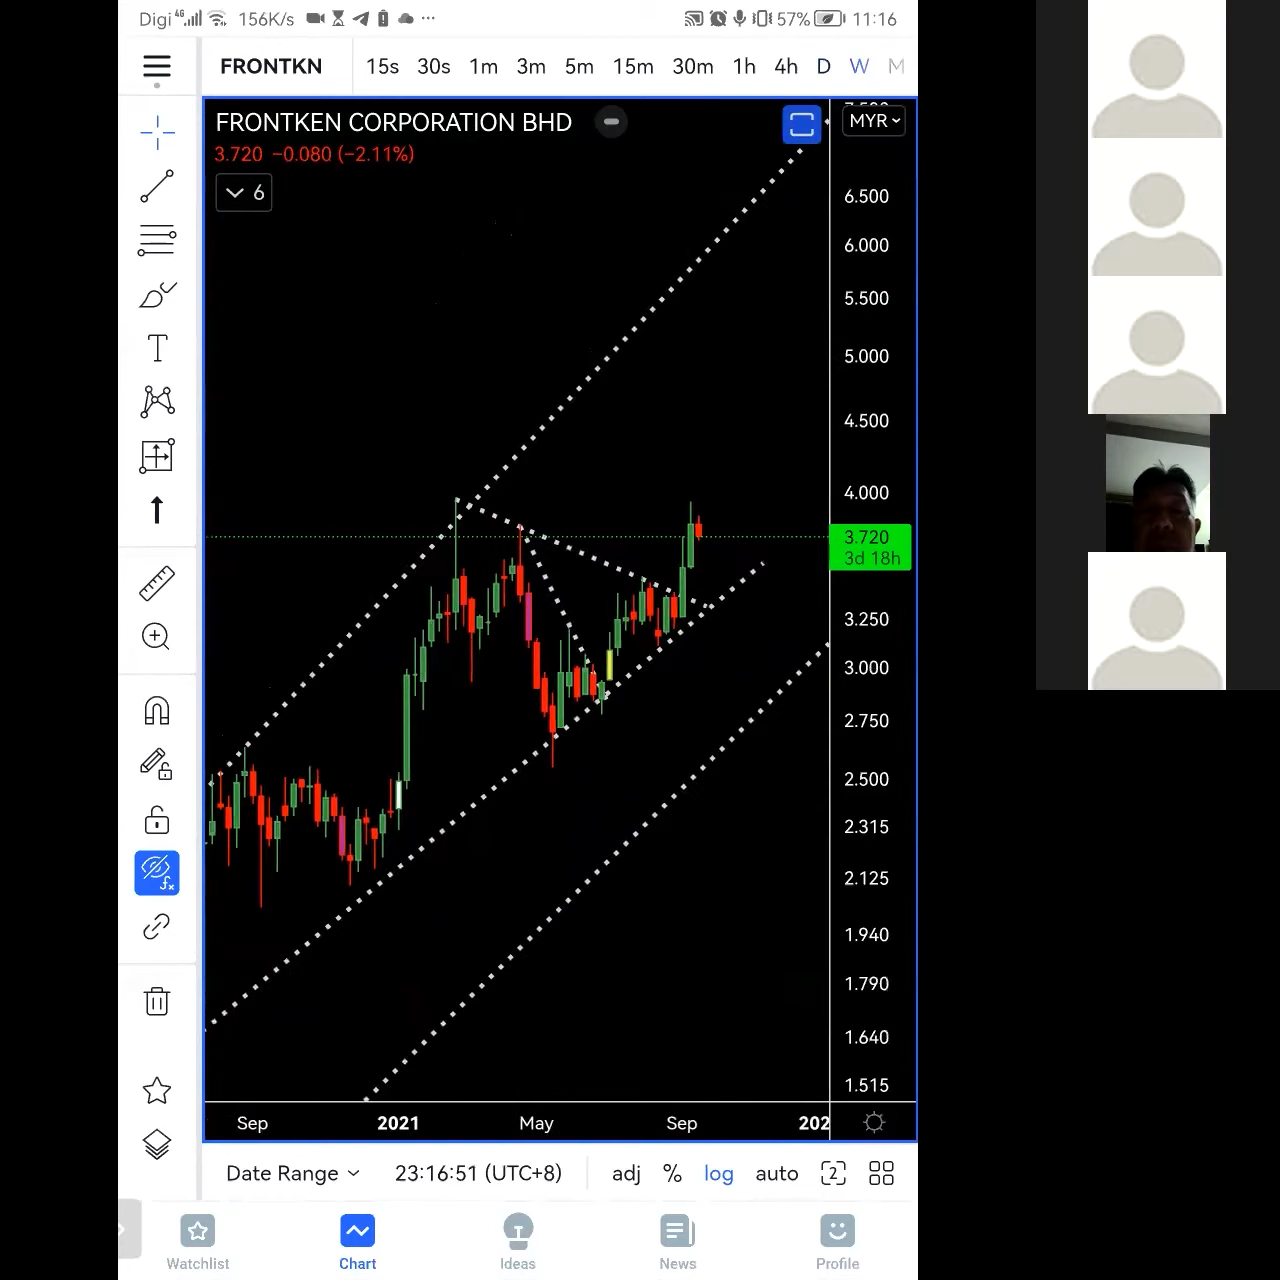 Digi 4G 156K/s ... 57% 11:16
FRONTKN 15s 30s 1m 3m 5m 15m 30m 1h 4h D W M
FRONTKEN CORPORATION BHD
MYR
3.720 −0.080 (−2.11%)
6
6.500
6.000
5.500
5.000
4.500
4.000
3.720
3d 18h
3.250
3.000
2.750
2.500
2.315
2.125
1.940
1.790
1.640
1.515
Sep 2021 May Sep 202
Date Range 23:16:51 (UTC+8) adj % log auto 2
Watchlist Chart Ideas News Profile